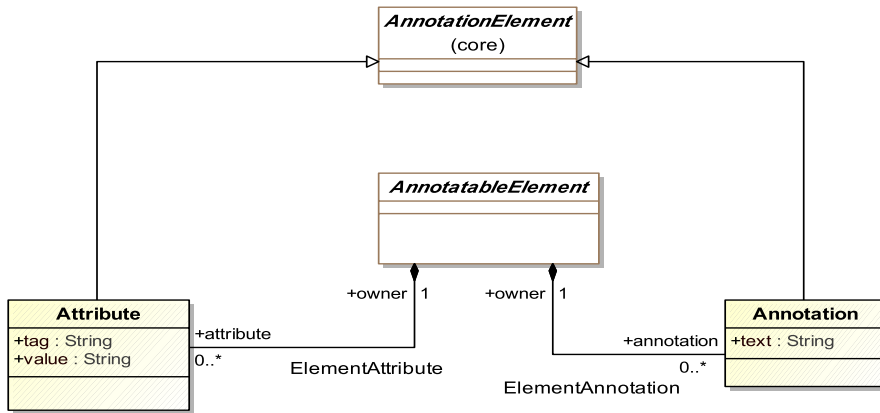 AnnotationElement
(core)
AnnotatableElement
+owner 1
+owner 1
Attribute
+tag : String
+value : String
+attribute
0..*
ElementAttribute
Annotation
+text : String
+annotation
0..*
ElementAnnotation